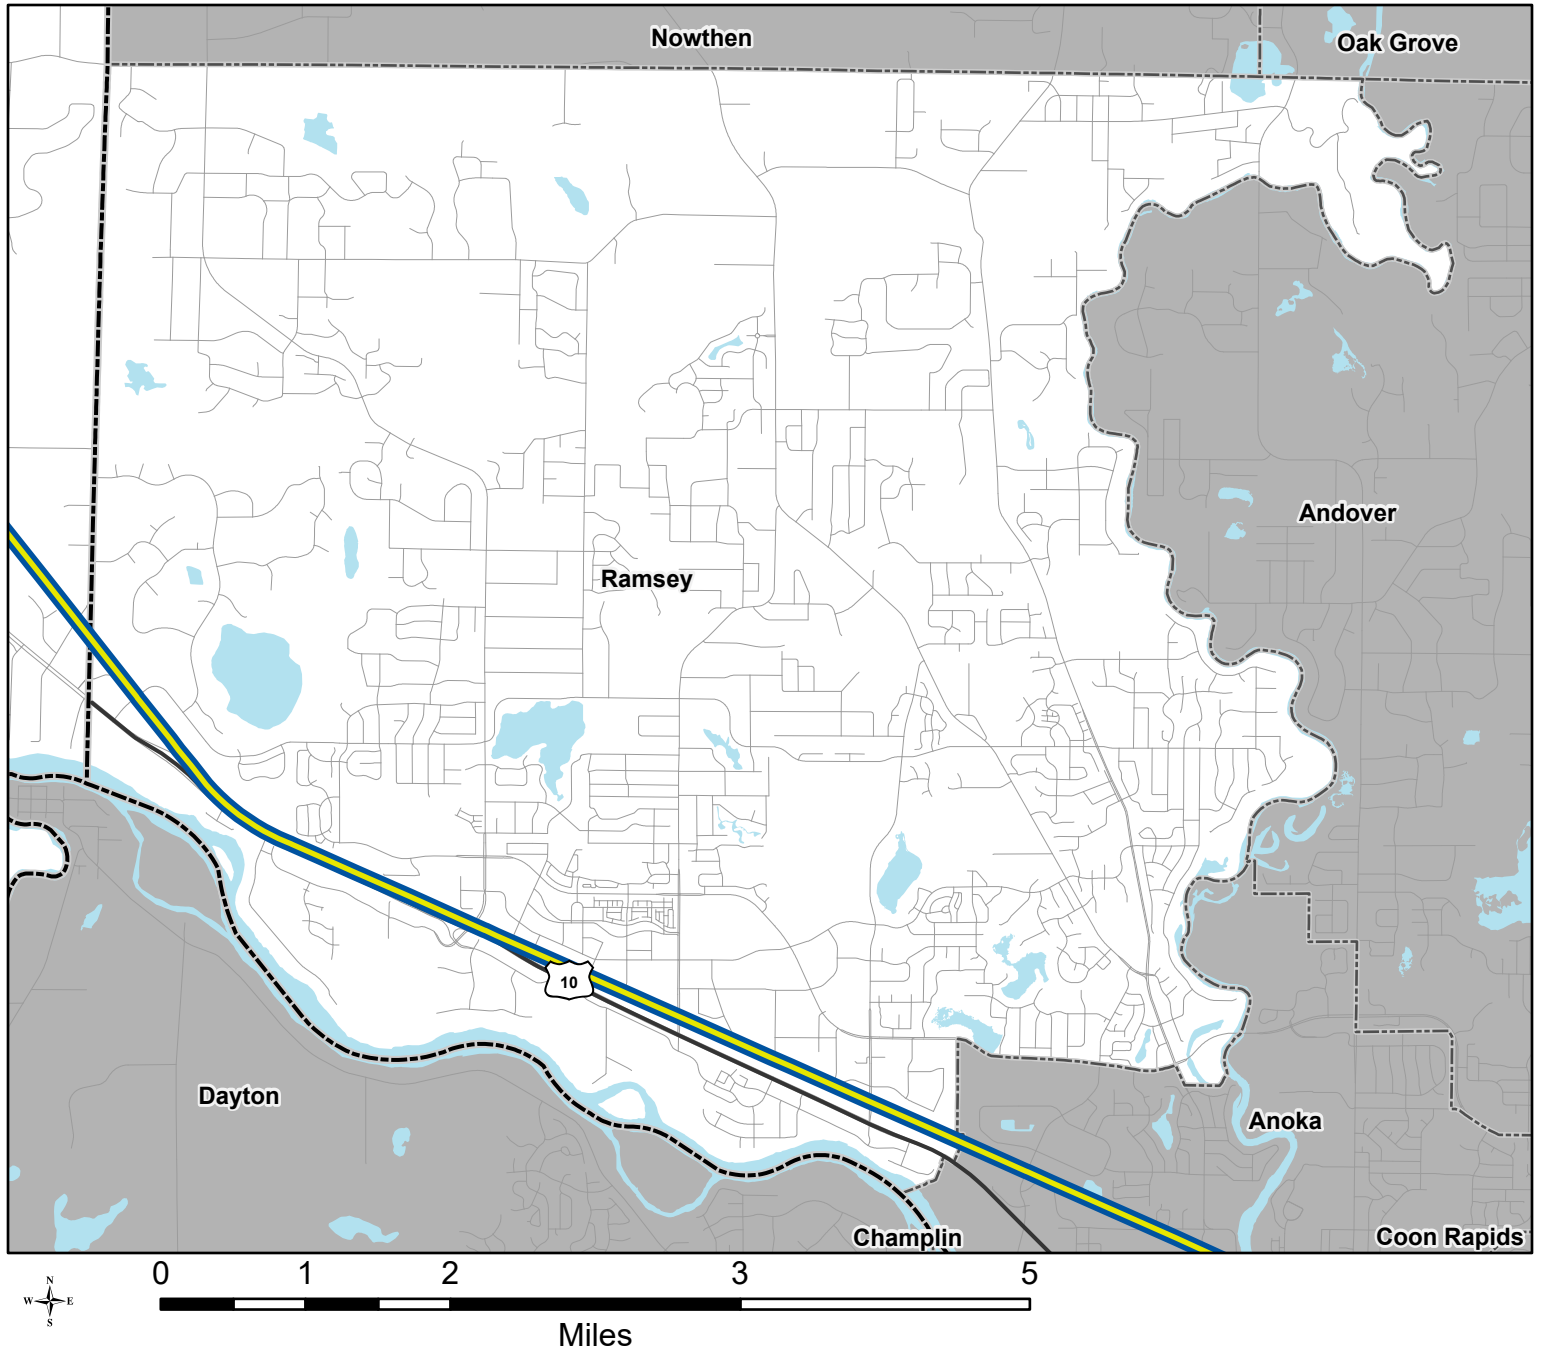 Nowthen
Oak Grove
Andover
Ramsey
10
Dayton
Anoka
Champlin
Coon Rapids
N
W E
S
0 1 2 3 5
Miles